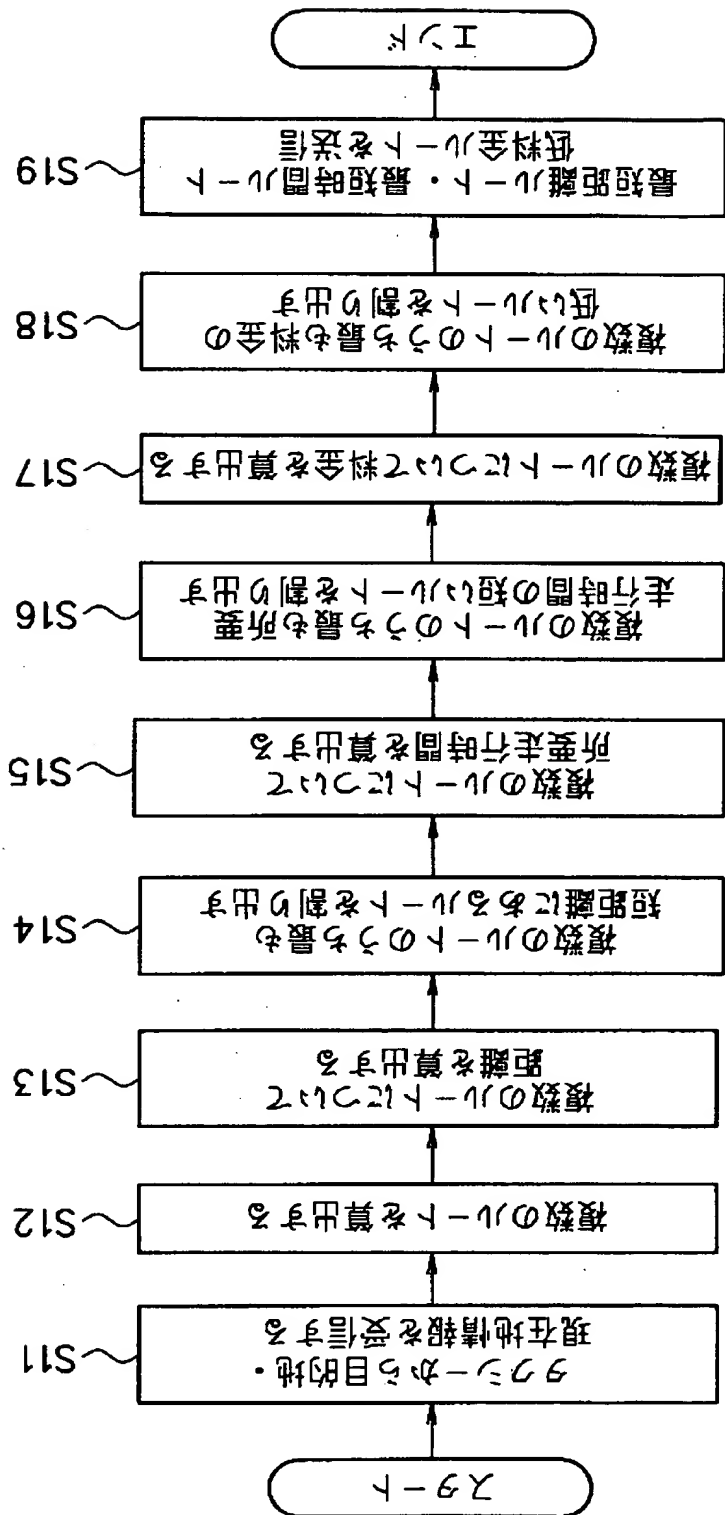 スタート
S11
タクシーから目的地・
現在地情報を受信する
S12
複数のルートを算出する
S13
複数のルートについて
距離を算出する
S14
複数のルートのうち最も
短距離にあるルートを割り出す
S15
複数のルートについて
所要走行時間を算出する
S16
複数のルートのうち最も所要
走行時間の短いルートを割り出す
S17
複数のルートについて料金を算出する
S18
複数のルートのうち最も料金の
低いルートを割り出す
S19
最短距離ルート・最短時間ルート
低料金ルートを送信
エンド